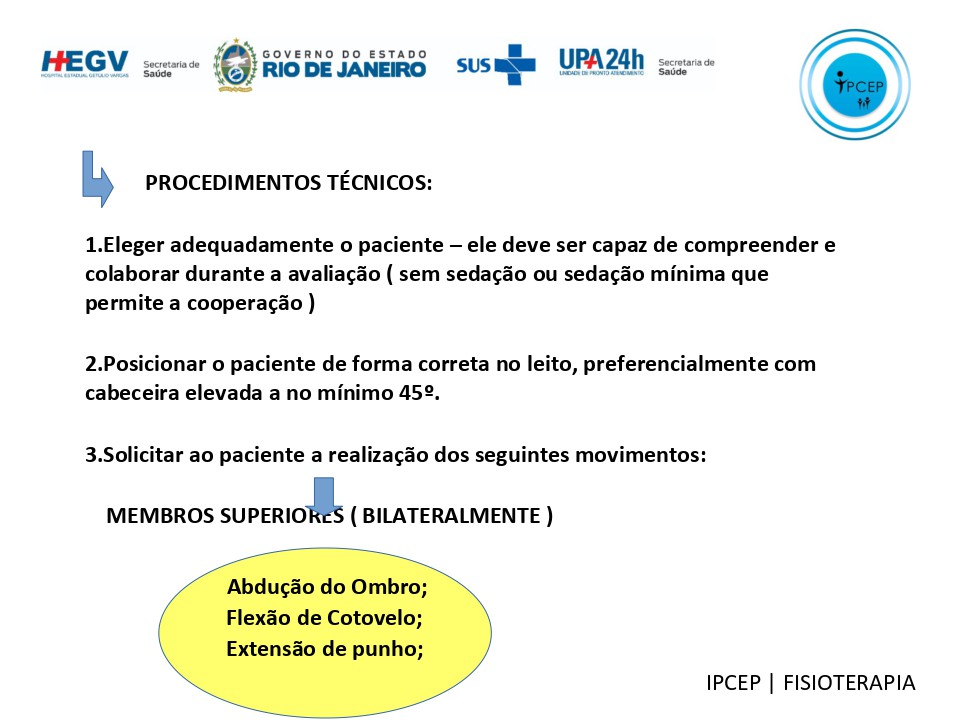 HEGV
HOSPITAL ESTADUAL GETÚLIO VARGAS
Secretaria de
Saúde
GOVERNO DO ESTADO
RIO DE JANEIRO
SUS
UPA 24h
UNIDADE DE PRONTO ATENDIMENTO
Secretaria de
Saúde
IPCEP
PROCEDIMENTOS TÉCNICOS:
1.Eleger adequadamente o paciente – ele deve ser capaz de compreender e
colaborar durante a avaliação ( sem sedação ou sedação mínima que
permite a cooperação )
2.Posicionar o paciente de forma correta no leito, preferencialmente com
cabeceira elevada a no mínimo 45º.
3.Solicitar ao paciente a realização dos seguintes movimentos:
MEMBROS SUPERIORES ( BILATERALMENTE )
Abdução do Ombro;
Flexão de Cotovelo;
Extensão de punho;
IPCEP | FISIOTERAPIA